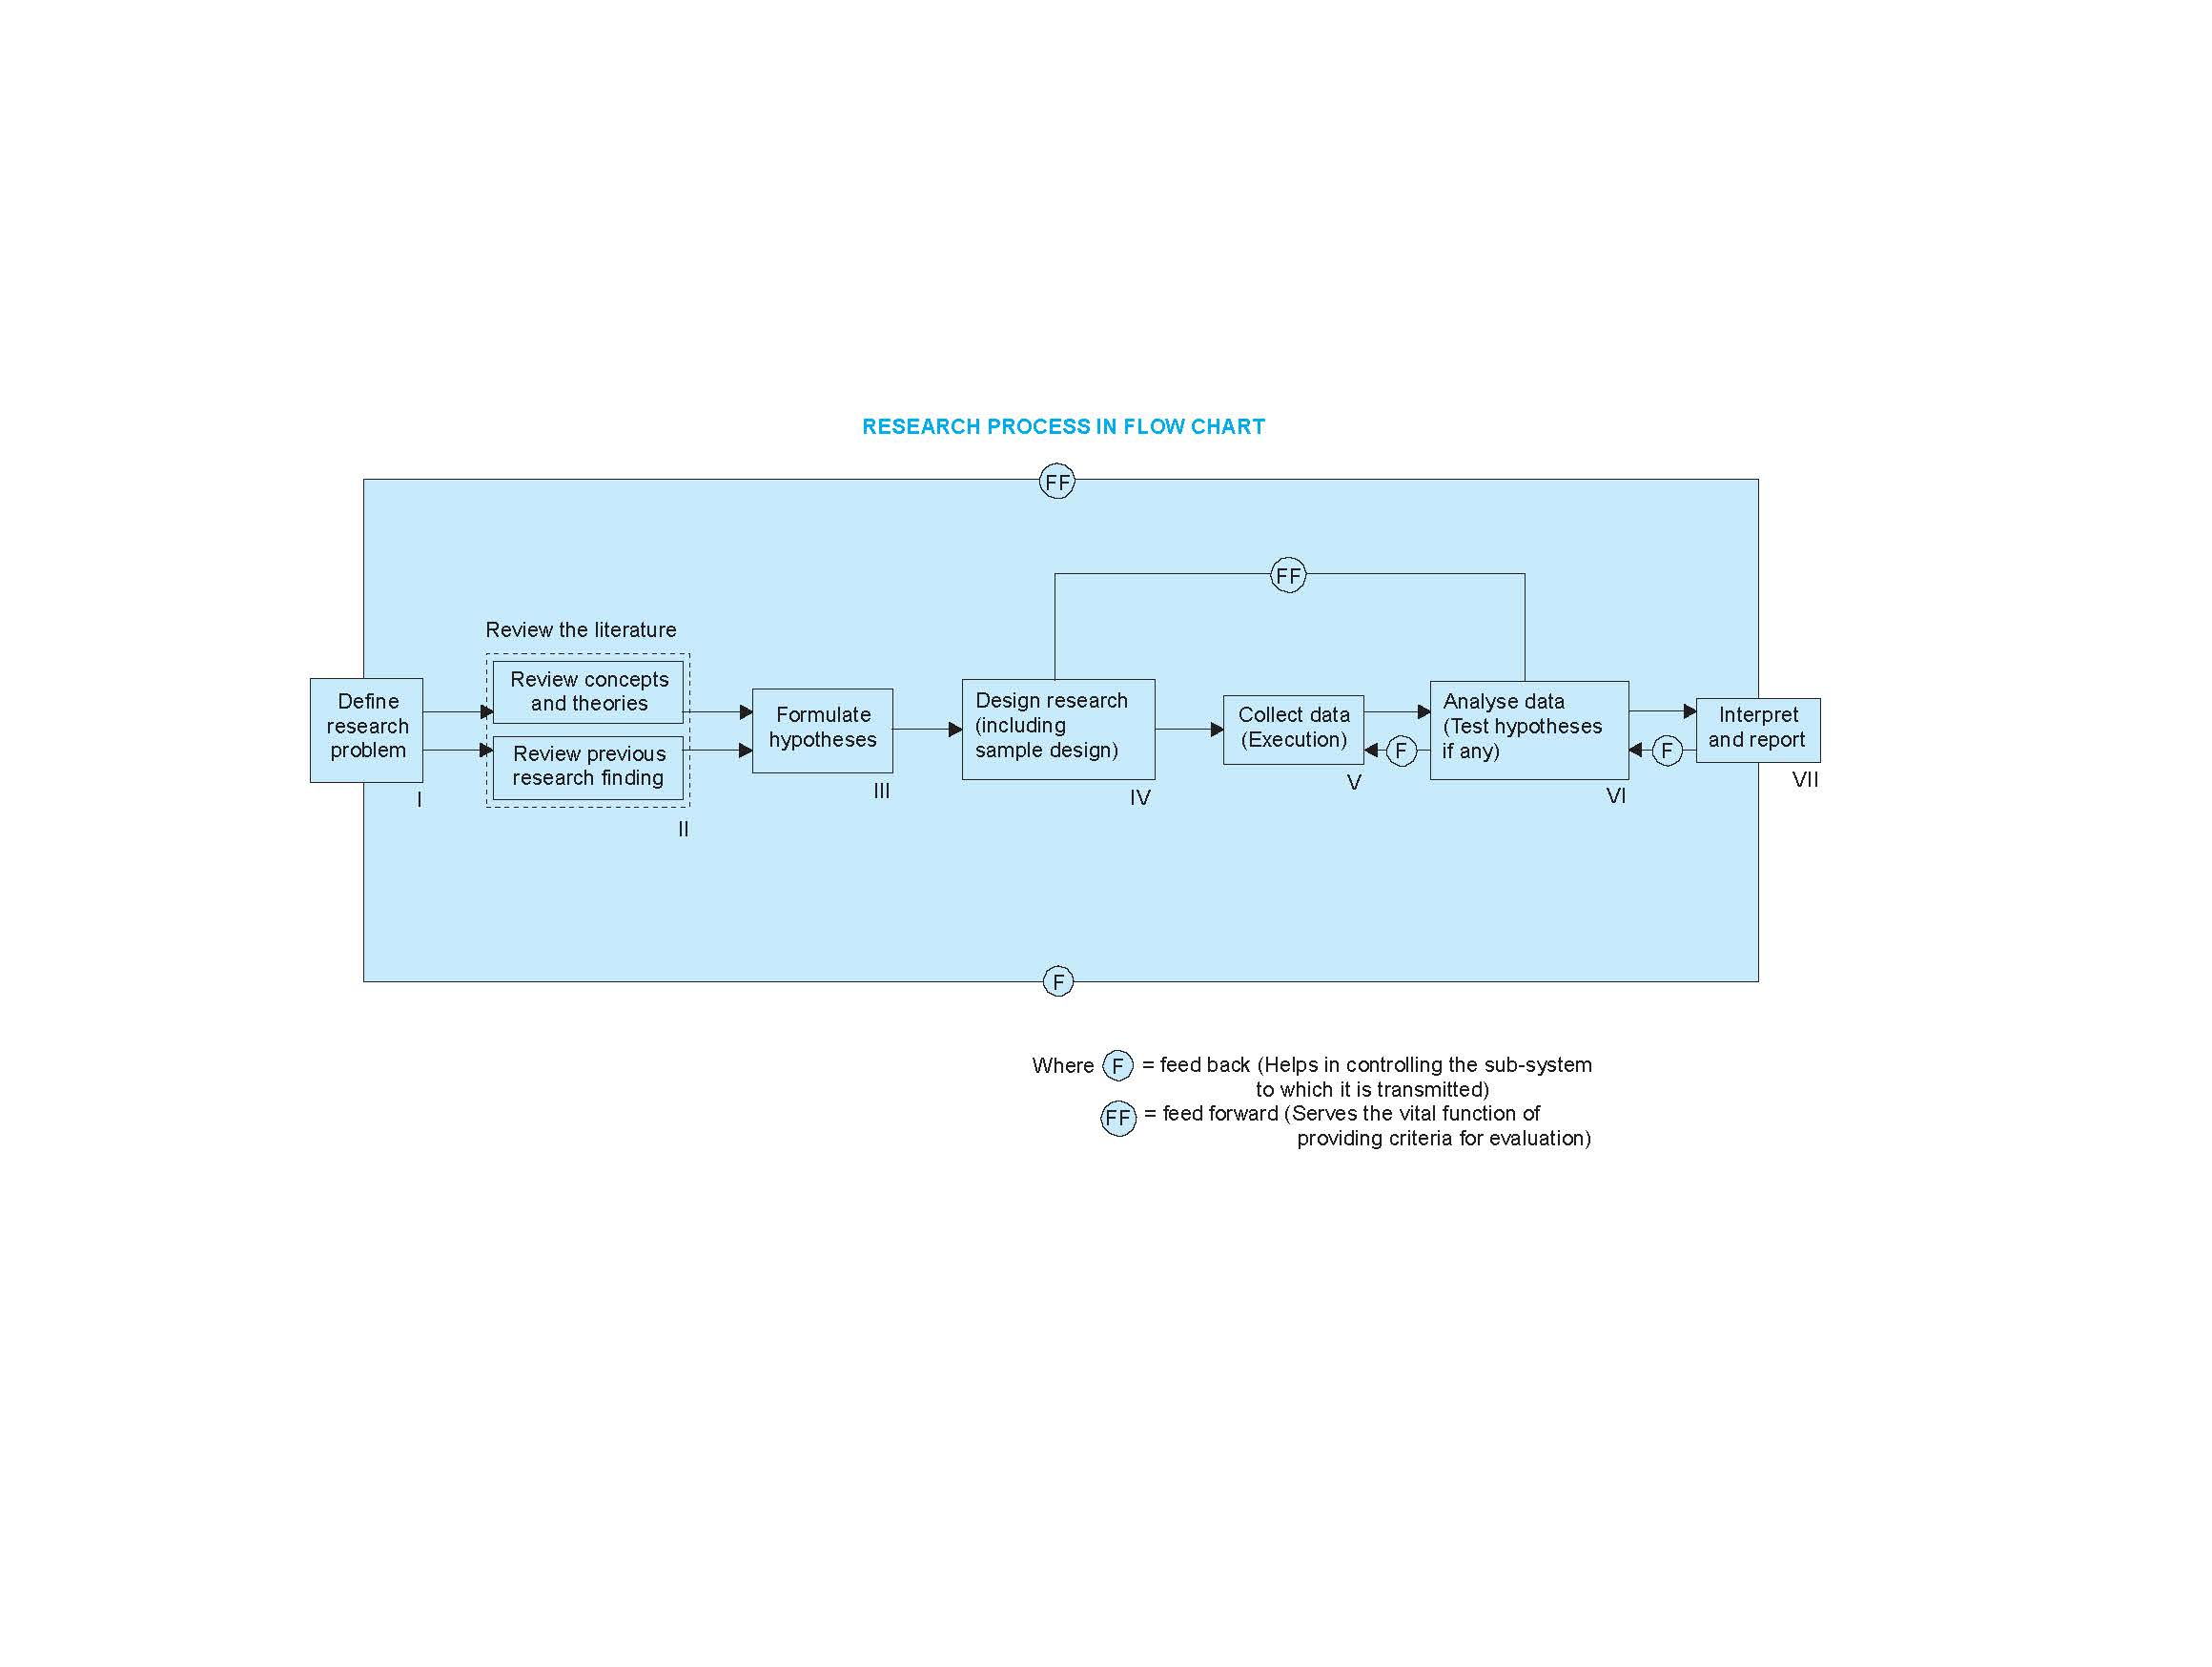 RESEARCH PROCESS IN FLOW CHART
FF
FF
Review the literature
Define
research
problem
I
Review concepts
and theories
Review previous
research finding
II
Formulate
hypotheses
III
Design research
(including
sample design)
IV
Collect data
(Execution)
V
F
Analyse data
(Test hypotheses
if any)
VI
F
Interpret
and report
VII
F
Where F = feed back (Helps in controlling the sub-system
to which it is transmitted)
FF = feed forward (Serves the vital function of
providing criteria for evaluation)